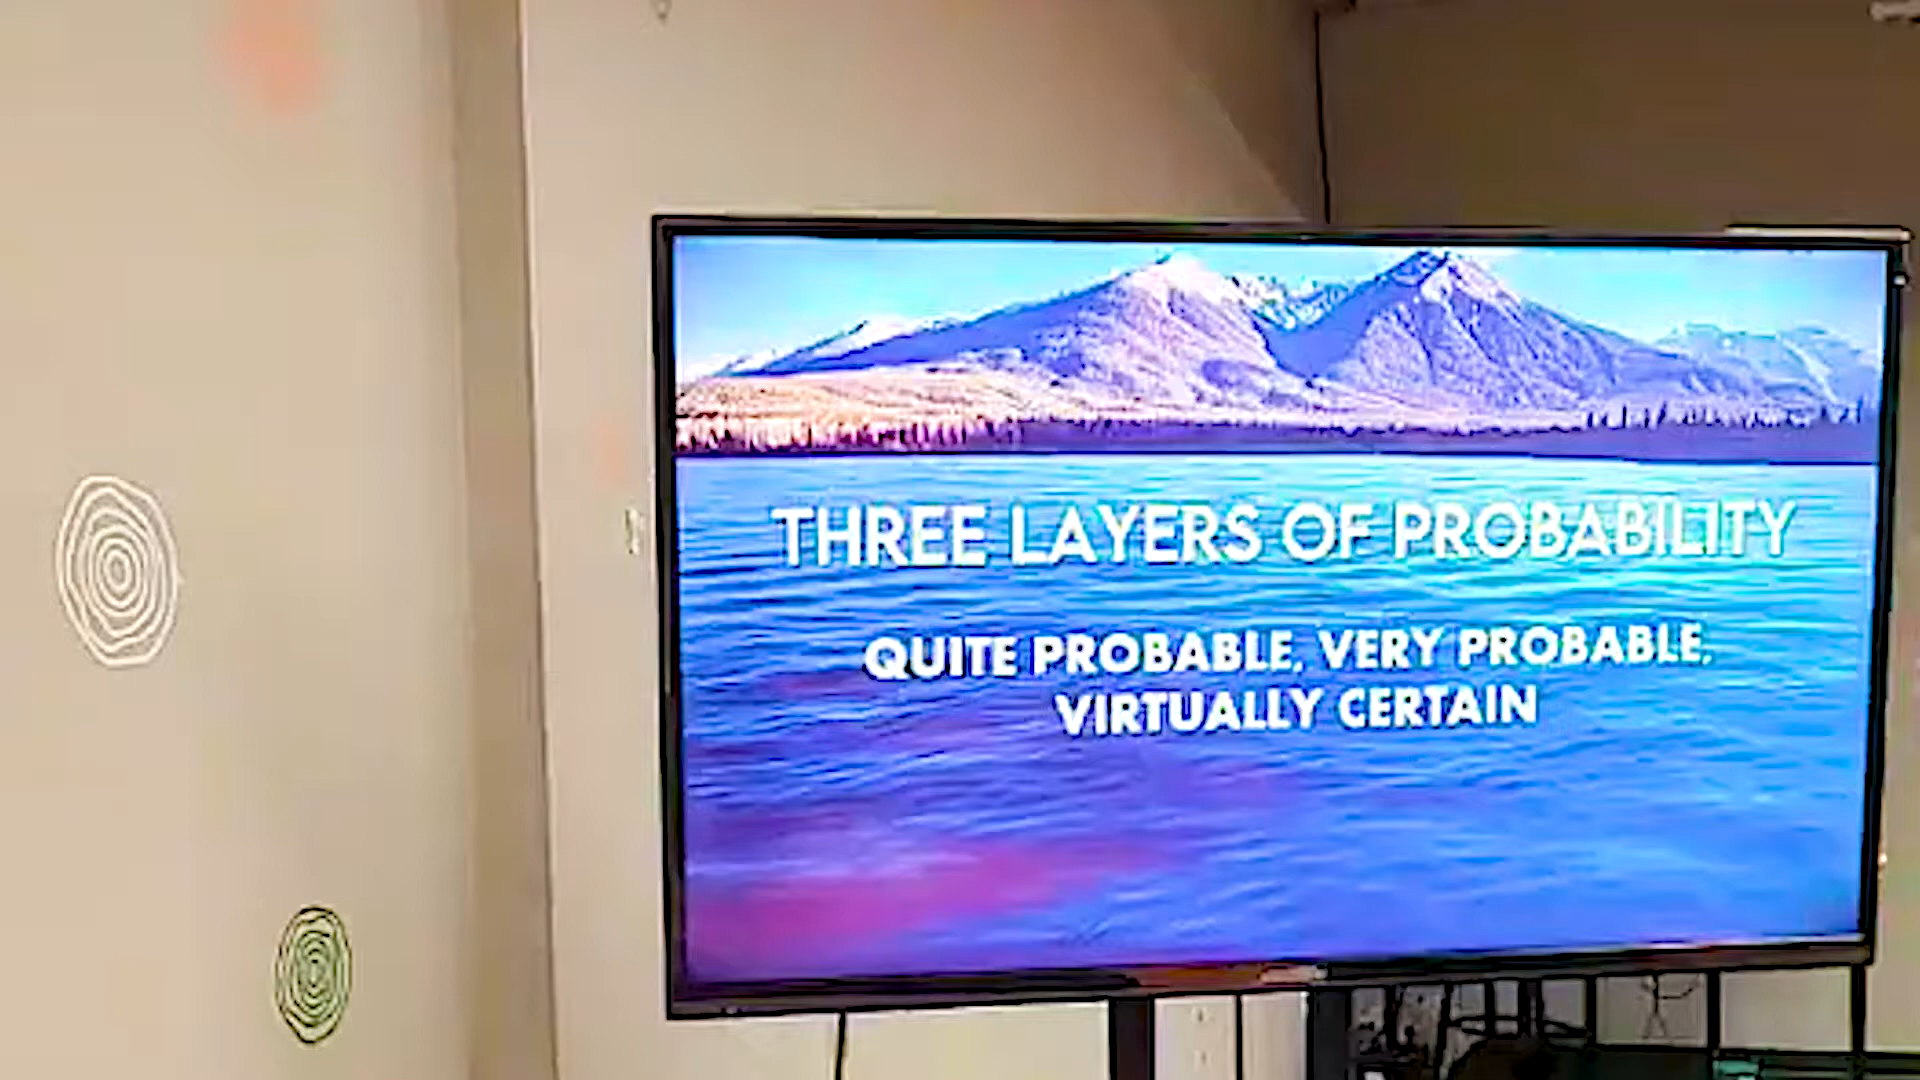 THREE LAYERS OF PROBABILITY
QUITE PROBABLE, VERY PROBABLE,
VIRTUALLY CERTAIN